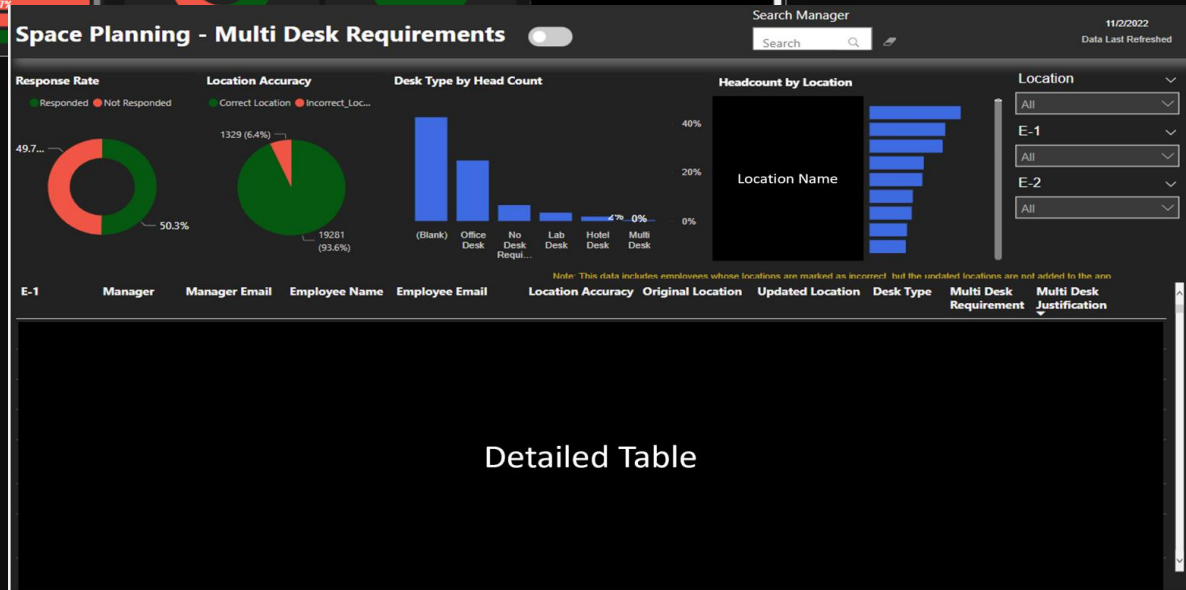 Space Planning - Multi Desk Requirements
Search Manager
Search
11/2/2022
Data Last Refreshed
Response Rate
Responded Not Responded
49.7...
50.3%
Location Accuracy
Correct Location Incorrect_Loc...
1329 (6.4%)
19281
(93.6%)
Desk Type by Head Count
40%
20%
0%
0%
(Blank)
Office
Desk
No
Desk
Requi...
Lab
Desk
Hotel
Desk
Multi
Desk
Headcount by Location
Location Name
Location
All
E-1
All
E-2
All
Note: This data includes employees whose locations are marked as incorrect, but the updated locations are not added to the app
E-1 Manager Manager Email Employee Name Employee Email Location Accuracy Original Location Updated Location Desk Type Multi Desk Multi Desk
Requirement Justification
Detailed Table